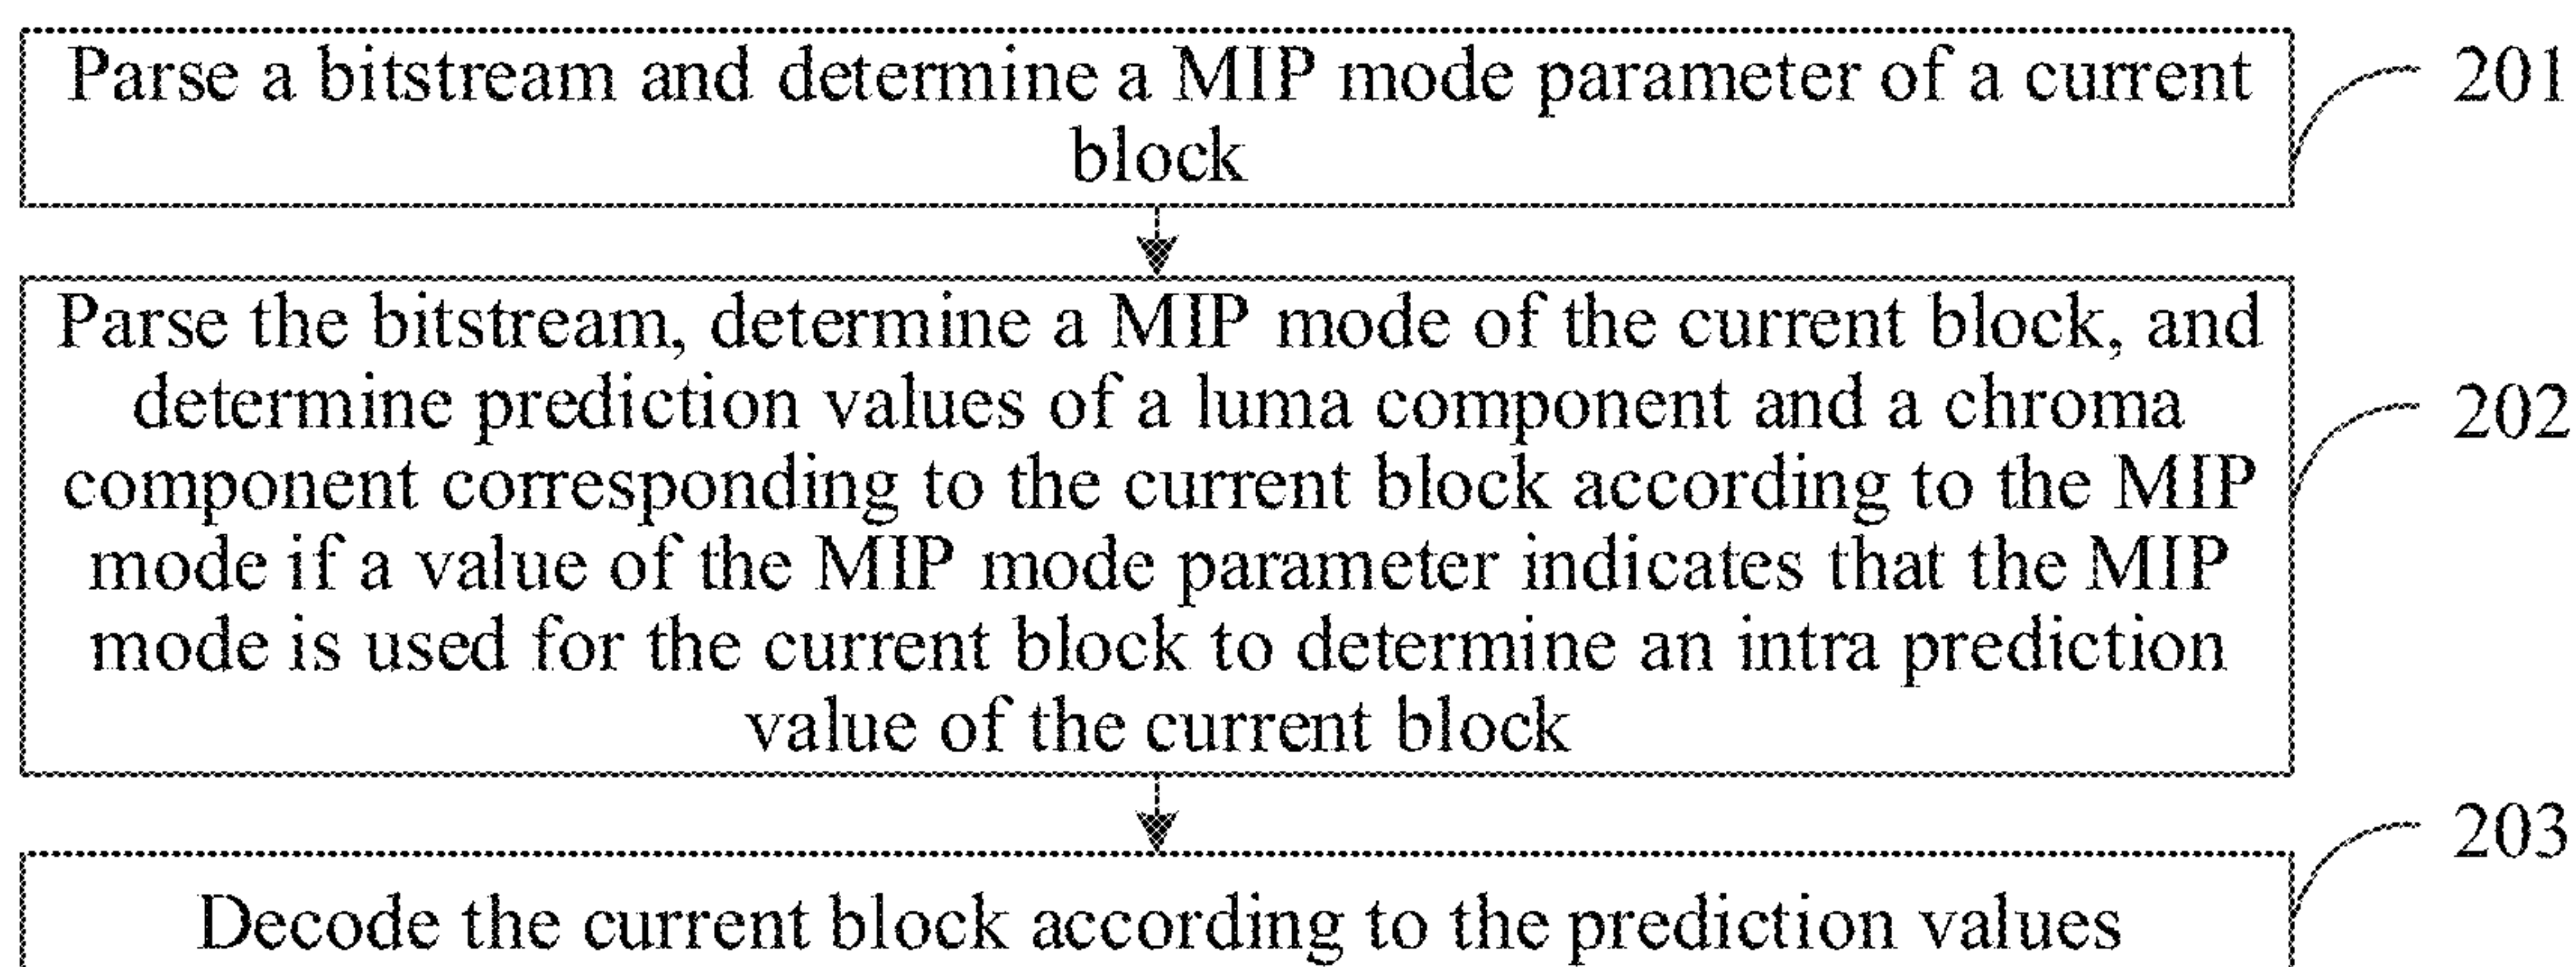 Parse a bitstream and determine a MIP mode parameter of a current
block
201
Parse the bitstream, determine a MIP mode of the current block, and
determine prediction values of a luma component and a chroma
component corresponding to the current block according to the MIP
mode if a value of the MIP mode parameter indicates that the MIP
mode is used for the current block to determine an intra prediction
value of the current block
202
Decode the current block according to the prediction values
203